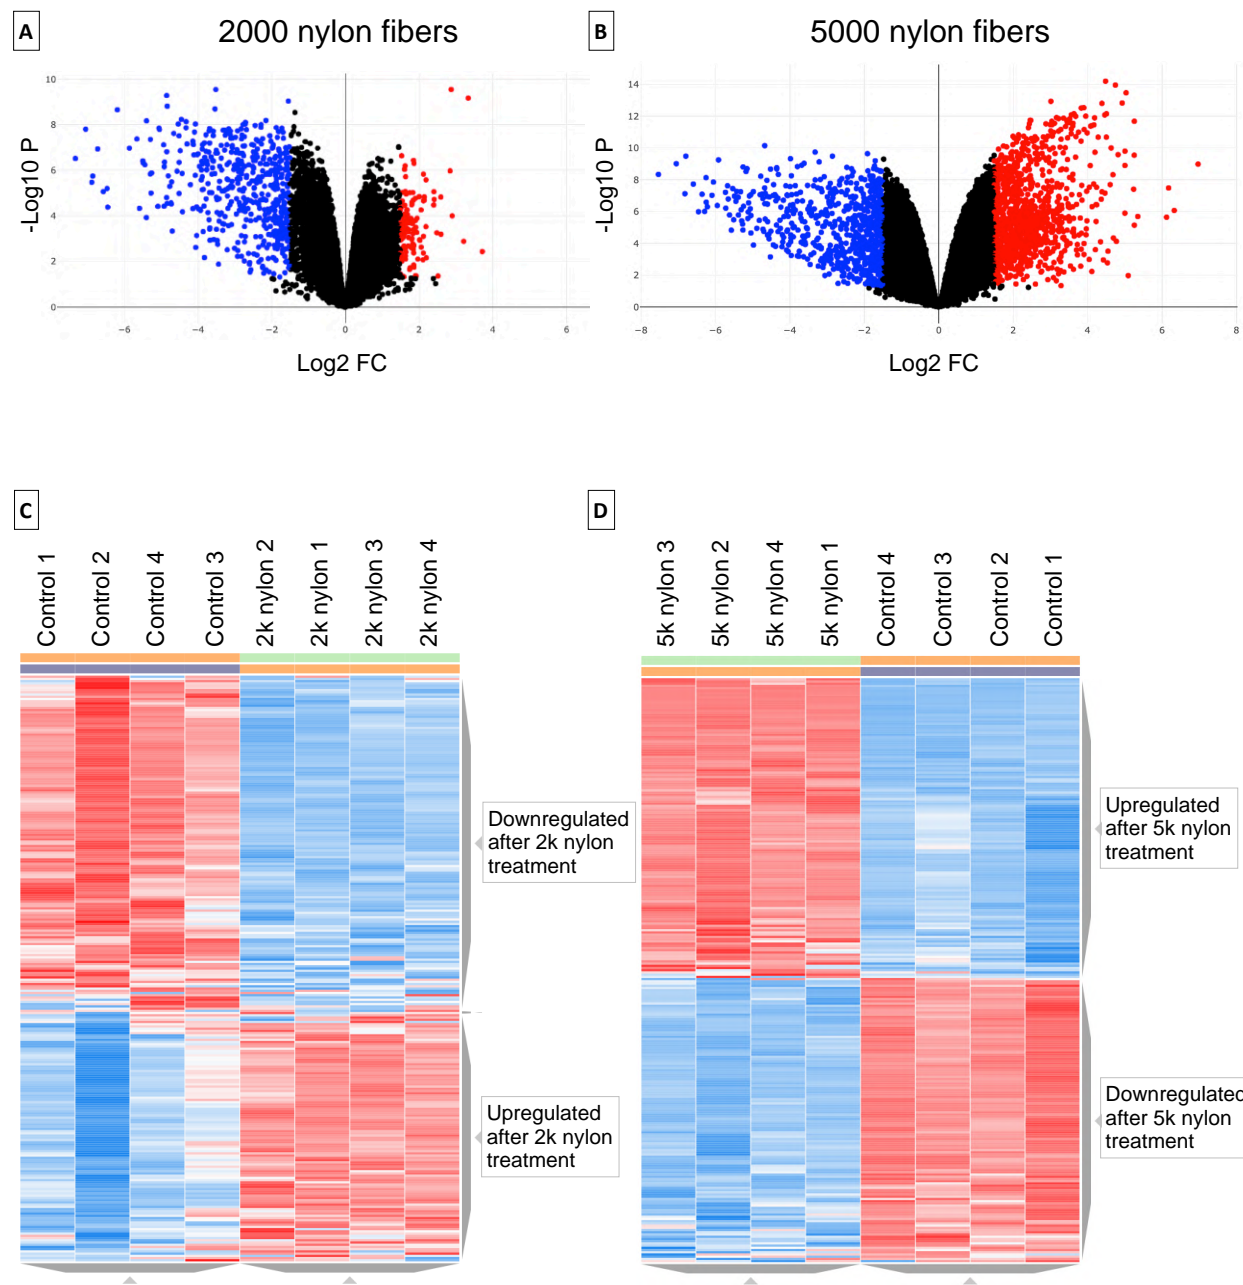 A
2000 nylon fibers
B
5000 nylon fibers
-Log10 P
10
8
6
4
2
0
−6
−4
−2
0
2
4
6
Log2 FC
-Log10 P
14
12
10
8
6
4
2
0
−8
−6
−4
−2
0
2
4
6
8
Log2 FC
C
Control 1
Control 2
Control 4
Control 3
2k nylon 2
2k nylon 1
2k nylon 3
2k nylon 4
Downregulated
after 2k nylon
treatment
Upregulated
after 2k nylon
treatment
D
5k nylon 3
5k nylon 2
5k nylon 4
5k nylon 1
Control 4
Control 3
Control 2
Control 1
Upregulated
after 5k nylon
treatment
Downregulated
after 5k nylon
treatment